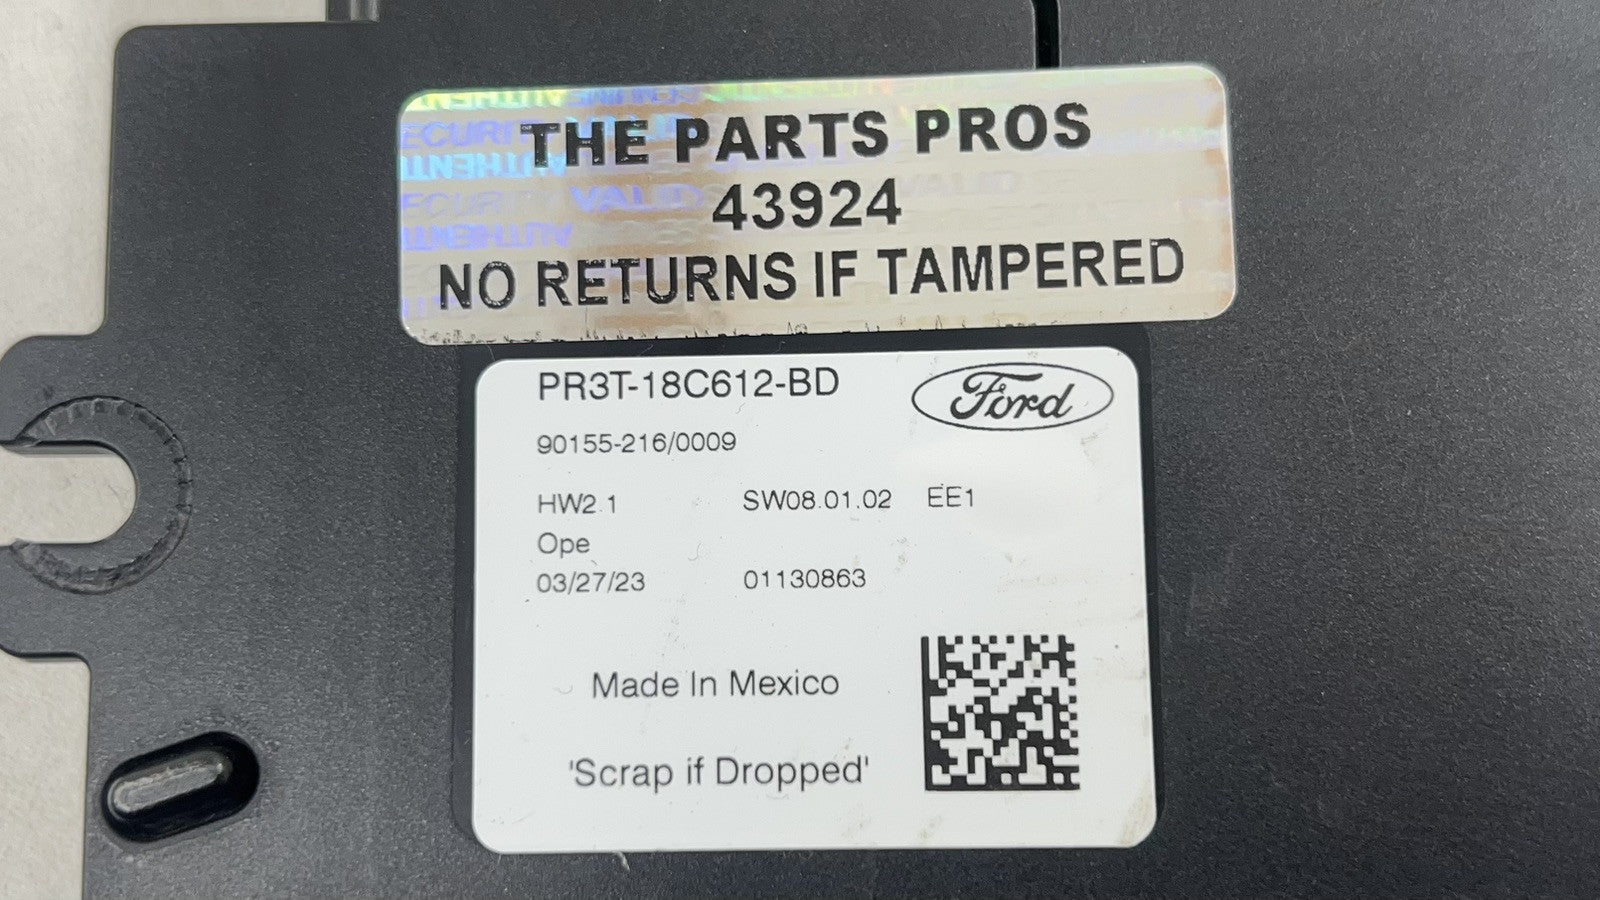 THE PARTS PROS
43924
NO RETURNS IF TAMPERED
PR3T-18C612-BD
Ford
90155-216/0009
HW2.1 SW08.01.02 EE1
Ope
03/27/23 01130863
Made In Mexico
'Scrap if Dropped'